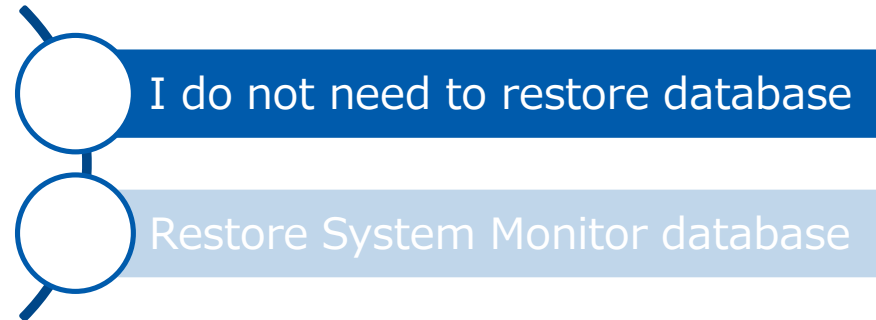 I do not need to restore database
Restore System Monitor database